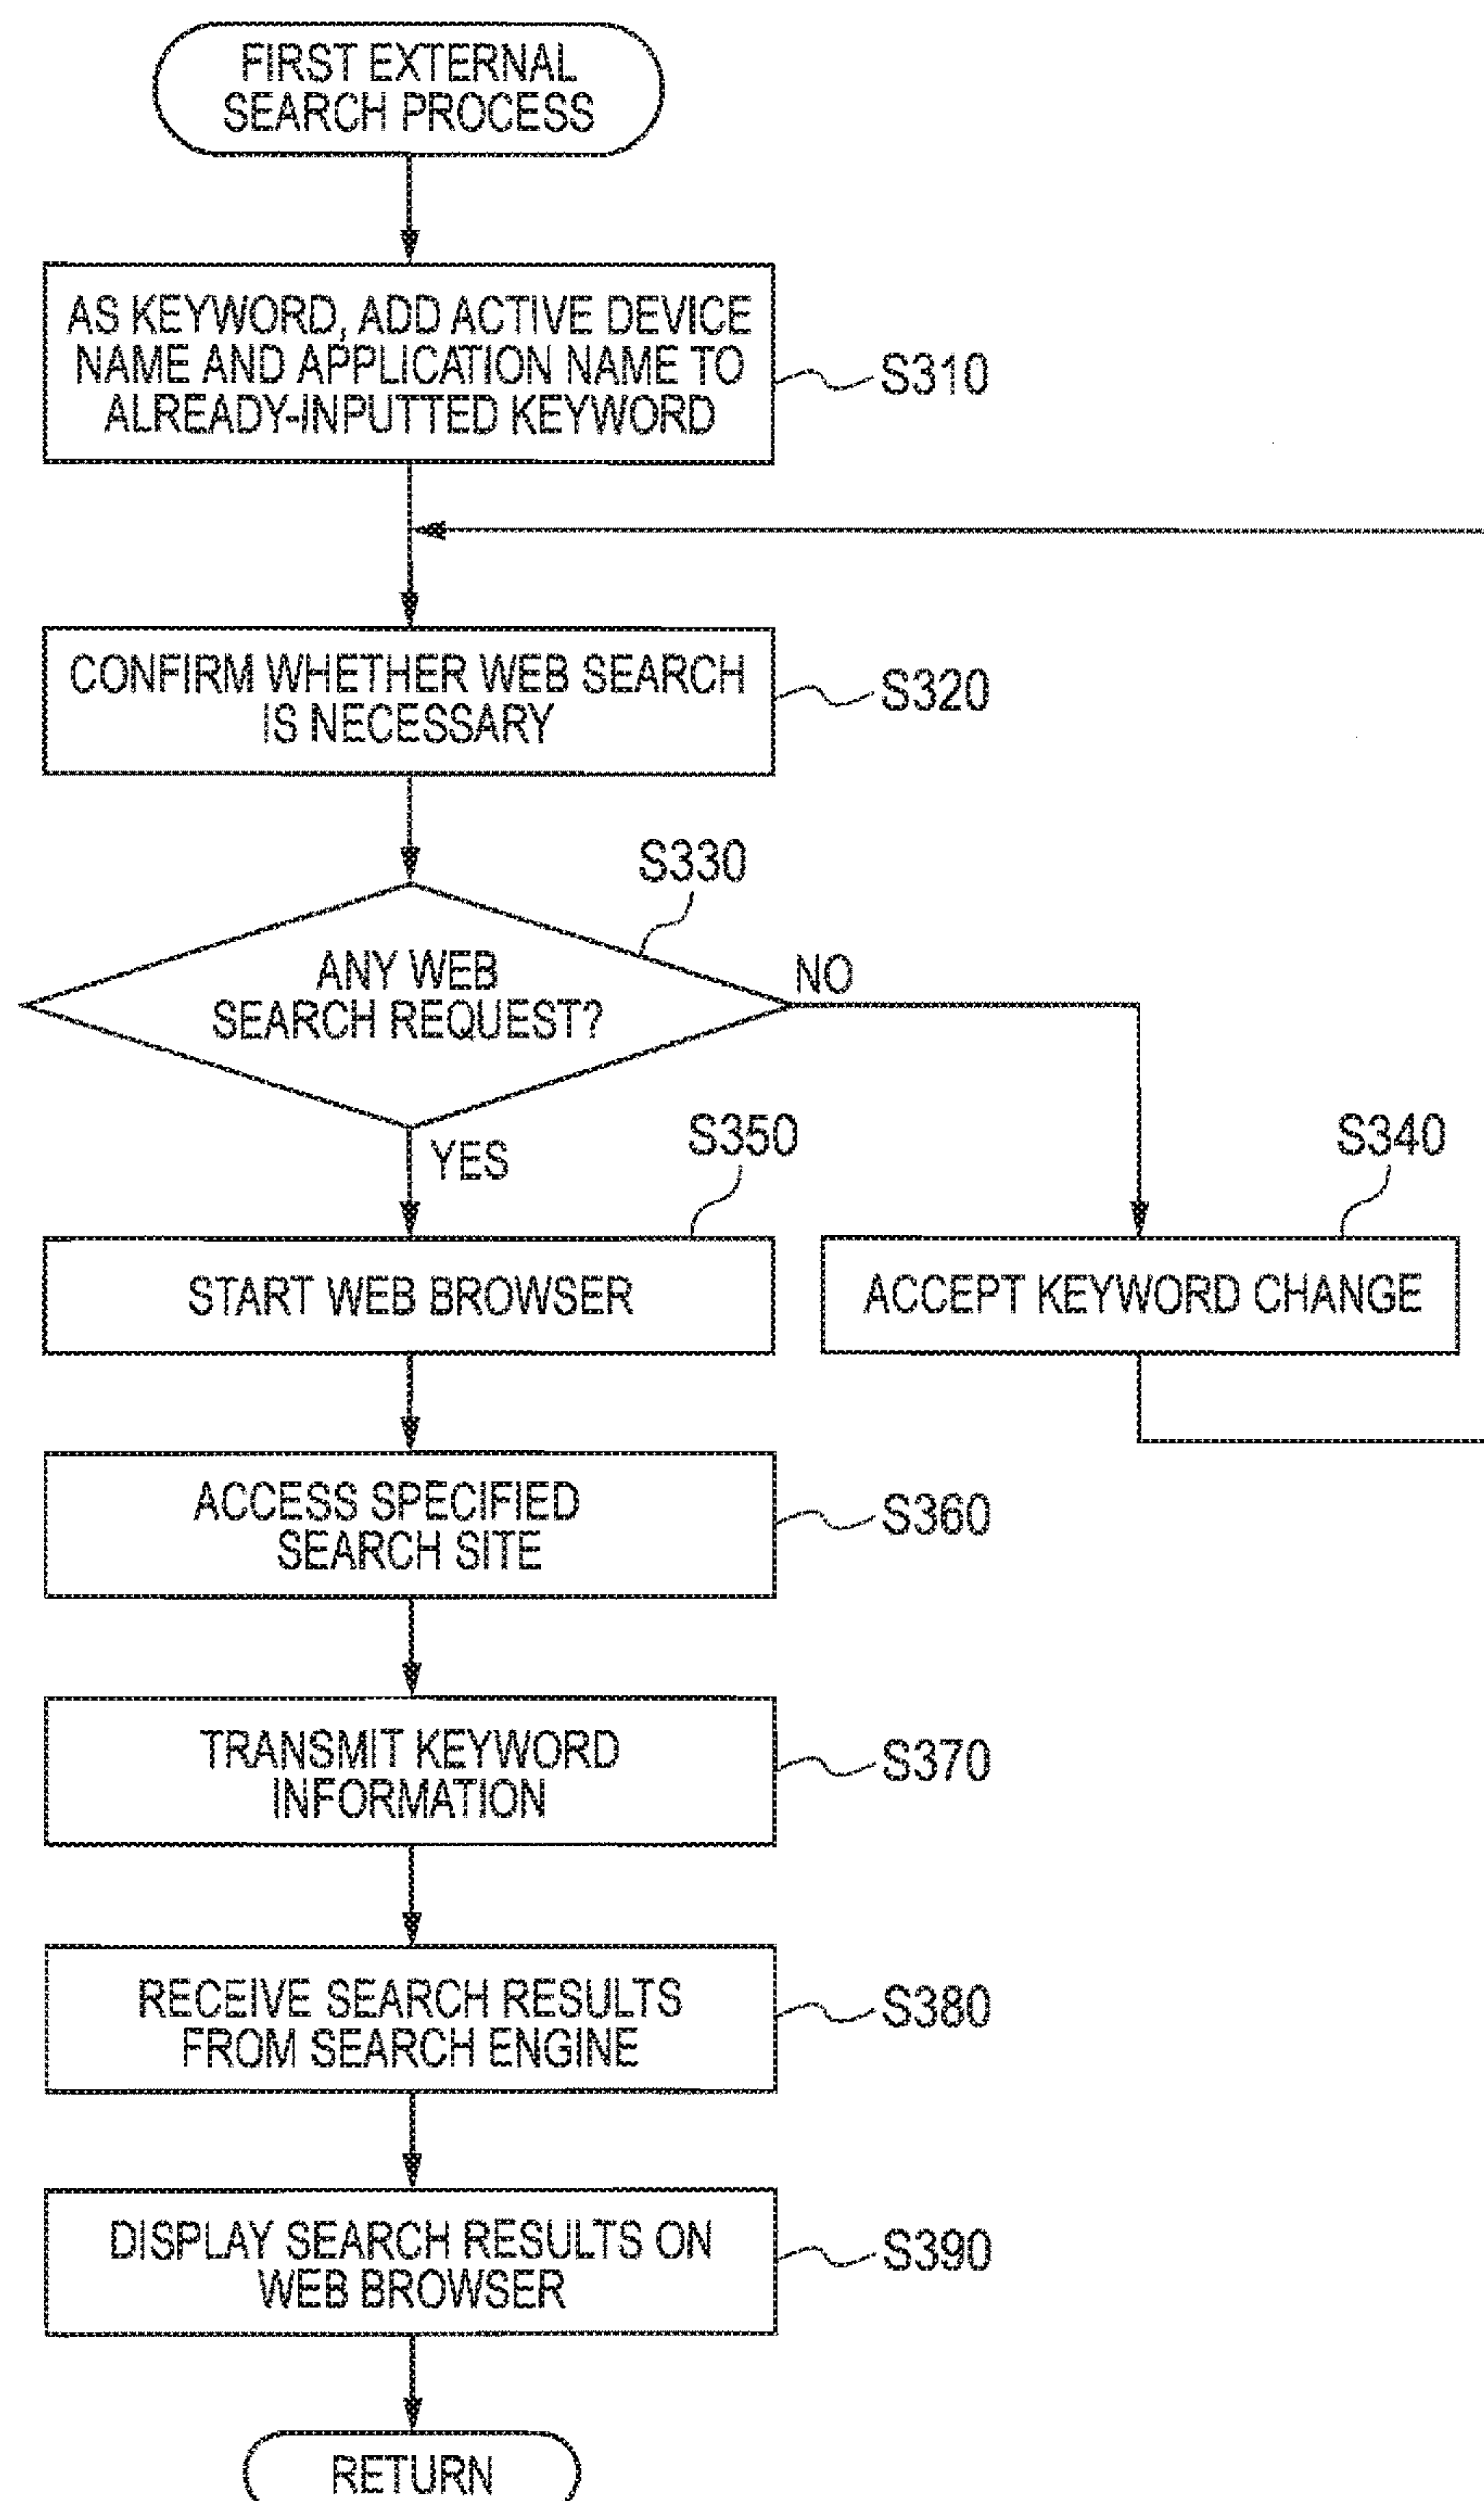 FIRST EXTERNAL
SEARCH PROCESS
AS KEYWORD, ADD ACTIVE DEVICE
NAME AND APPLICATION NAME TO
ALREADY-INPUTTED KEYWORD
S310
CONFIRM WHETHER WEB SEARCH
IS NECESSARY
S320
S330
ANY WEB
SEARCH REQUEST?
NO
YES
S350
S340
START WEB BROWSER
ACCEPT KEYWORD CHANGE
ACCESS SPECIFIED
SEARCH SITE
S360
TRANSMIT KEYWORD
INFORMATION
S370
RECEIVE SEARCH RESULTS
FROM SEARCH ENGINE
S380
DISPLAY SEARCH RESULTS ON
WEB BROWSER
S390
RETURN